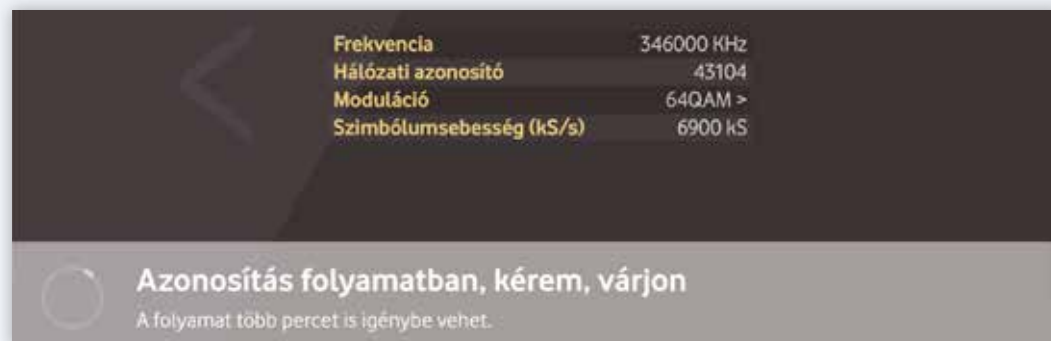 Frekvencia 346000 KHz
Hálózati azonosító 43104
Moduláció 64QAM >
Szimbólumsebesség (kS/s) 6900 kS
Azonosítás folyamatban, kérem, várjon
A folyamat több percet is igénybe vehet.